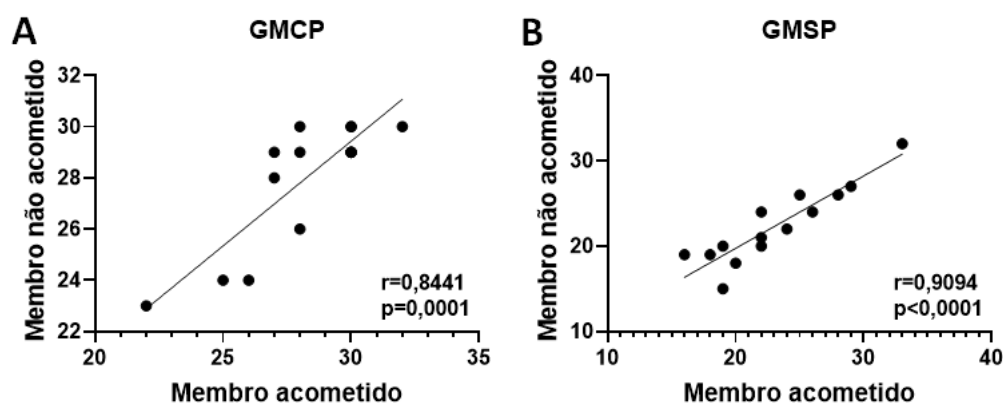 A
GMCP
Membro não acometido
32
30
28
26
24
22
20
25
30
35
Membro acometido
r=0,8441
p=0,0001
B
GMSP
Membro não acometido
40
30
20
10
10
20
30
40
Membro acometido
r=0,9094
p<0,0001